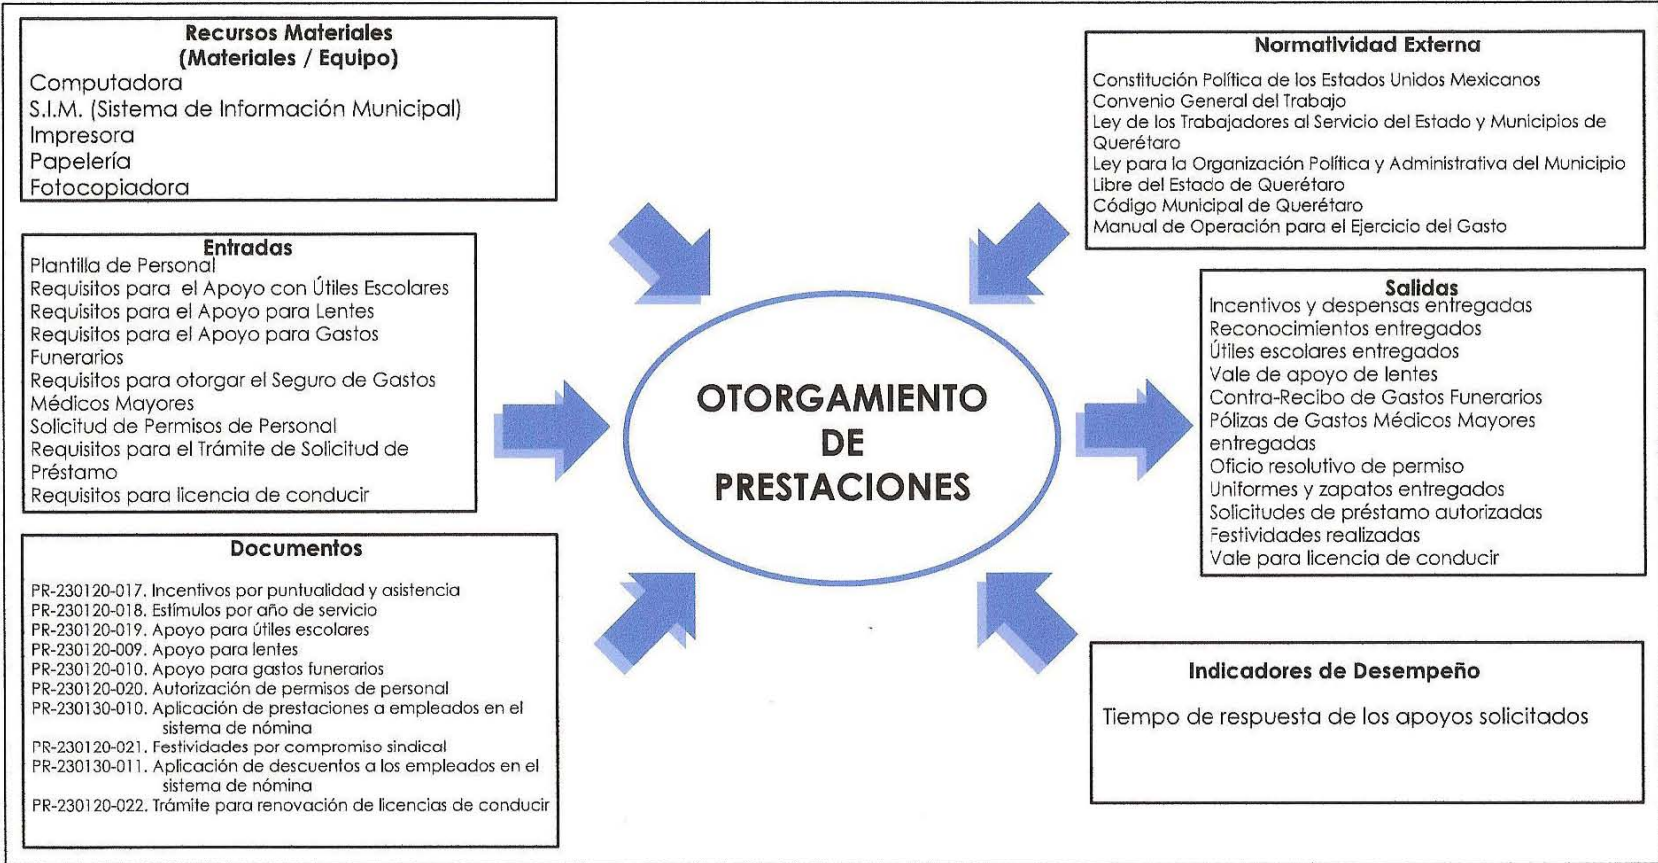 Recursos Materiales
(Materiales / Equipo)
Computadora
S.I.M. (Sistema de Información Municipal)
Impresora
Papelería
Fotocopiadora
Entradas
Plantilla de Personal
Requisitos para el Apoyo con Útiles Escolares
Requisitos para el Apoyo para Lentes
Requisitos para el Apoyo para Gastos
Funerarios
Requisitos para otorgar el Seguro de Gastos
Médicos Mayores
Solicitud de Permisos de Personal
Requisitos para el Trámite de Solicitud de
Préstamo
Requisitos para licencia de conducir
Documentos
PR-230120-017. Incentivos por puntualidad y asistencia
PR-230120-018. Estímulos por año de servicio
PR-230120-019. Apoyo para útiles escolares
PR-230120-009. Apoyo para lentes
PR-230120-010. Apoyo para gastos funerarios
PR-230120-020. Autorización de permisos de personal
PR-230130-010. Aplicación de prestaciones a empleados en el
sistema de nómina
PR-230120-021. Festividades por compromiso sindical
PR-230130-011. Aplicación de descuentos a los empleados en el
sistema de nómina
PR-230120-022. Trámite para renovación de licencias de conducir
OTORGAMIENTO
DE
PRESTACIONES
Normatividad Externa
Constitución Política de los Estados Unidos Mexicanos
Convenio General del Trabajo
Ley de los Trabajadores al Servicio del Estado y Municipios de
Querétaro
Ley para la Organización Política y Administrativa del Municipio
Libre del Estado de Querétaro
Código Municipal de Querétaro
Manual de Operación para el Ejercicio del Gasto
Salidas
Incentivos y despensas entregadas
Reconocimientos entregados
Útiles escolares entregados
Vale de apoyo de lentes
Contra-Recibo de Gastos Funerarios
Pólizas de Gastos Médicos Mayores
entregadas
Oficio resolutivo de permiso
Uniformes y zapatos entregados
Solicitudes de préstamo autorizadas
Festividades realizadas
Vale para licencia de conducir
Indicadores de Desempeño
Tiempo de respuesta de los apoyos solicitados